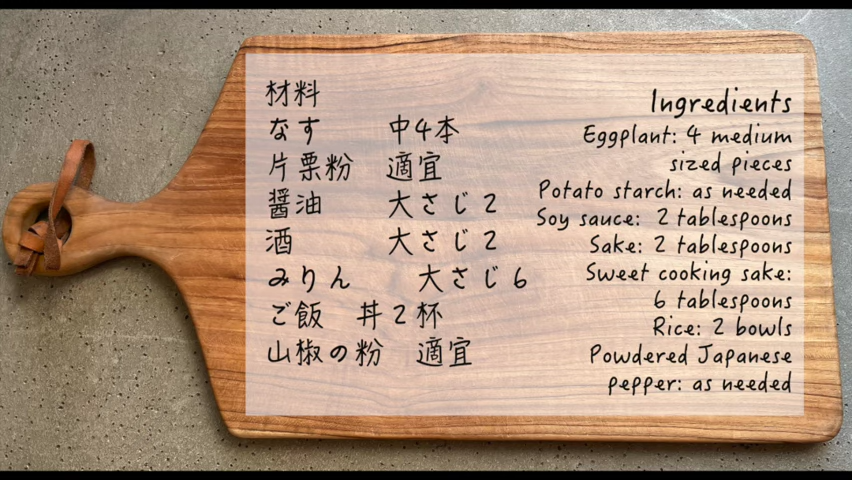 材料
なす 中4本
片栗粉 適宜
醤油 大さじ2
酒 大さじ2
みりん 大さじ6
ご飯 丼2杯
山椒の粉 適宜
Ingredients
Eggplant: 4 medium
sized pieces
Potato starch: as needed
Soy sauce: 2 tablespoons
Sake: 2 tablespoons
Sweet cooking sake:
6 tablespoons
Rice: 2 bowls
Powdered Japanese
pepper: as needed